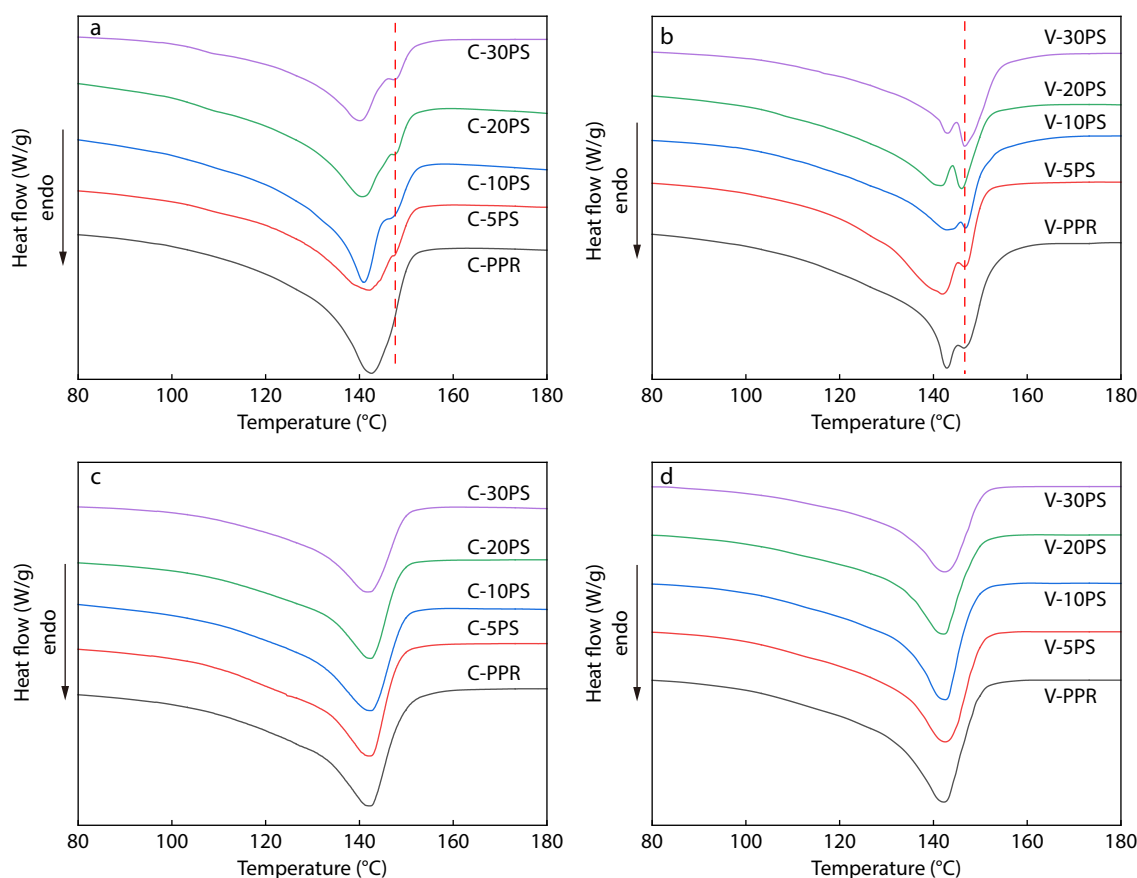 a
C-30PS
C-20PS
C-10PS
C-5PS
C-PPR
Heat flow (W/g)
endo
80 100 120 140 160 180
Temperature (°C)
b
V-30PS
V-20PS
V-10PS
V-5PS
V-PPR
Heat flow (W/g)
endo
80 100 120 140 160 180
Temperature (°C)
c
C-30PS
C-20PS
C-10PS
C-5PS
C-PPR
Heat flow (W/g)
endo
80 100 120 140 160 180
Temperature (°C)
d
V-30PS
V-20PS
V-10PS
V-5PS
V-PPR
Heat flow (W/g)
endo
80 100 120 140 160 180
Temperature (°C)